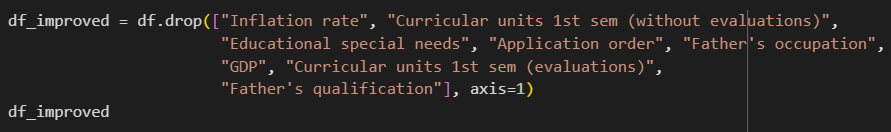 df_improved = df.drop(["Inflation rate", "Curricular units 1st sem (without evaluations)",
"Educational special needs", "Application order", "Father's occupation",
"GDP", "Curricular units 1st sem (evaluations)",
"Father's qualification"], axis=1)
df_improved